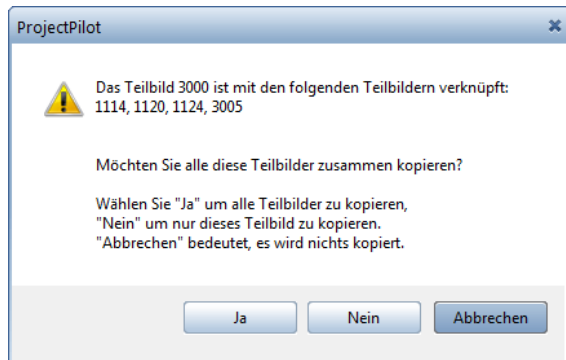 ProjectPilot
Das Teilbild 3000 ist mit den folgenden Teilbildern verknüpft:
1114, 1120, 1124, 3005
Möchten Sie alle diese Teilbilder zusammen kopieren?
Wählen Sie "Ja" um alle Teilbilder zu kopieren,
"Nein" um nur dieses Teilbild zu kopieren.
"Abbrechen" bedeutet, es wird nichts kopiert.
Ja
Nein
Abbrechen